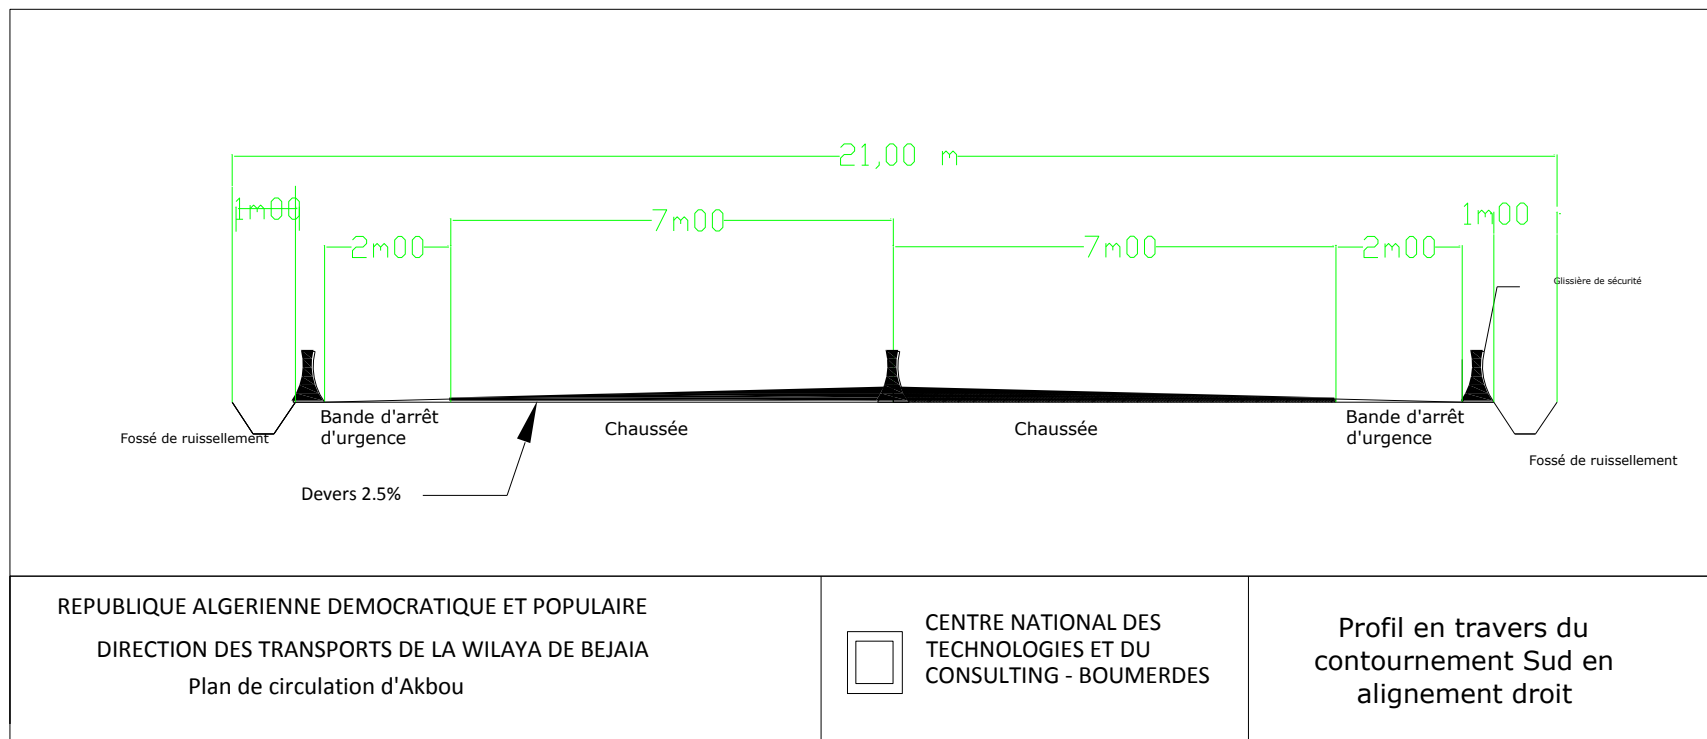 21,00 m
1m00
7m00
1m00
2m00
7m00
2m00
Glissière de sécurité
Bande d'arrêt
d'urgence
Chaussée
Chaussée
Bande d'arrêt
d'urgence
Fossé de ruissellement
Fossé de ruissellement
Devers 2.5%
REPUBLIQUE ALGERIENNE DEMOCRATIQUE ET POPULAIRE
DIRECTION DES TRANSPORTS DE LA WILAYA DE BEJAIA
Plan de circulation d'Akbou
CENTRE NATIONAL DES
TECHNOLOGIES ET DU
CONSULTING - BOUMERDES
Profil en travers du
contournement Sud en
alignement droit